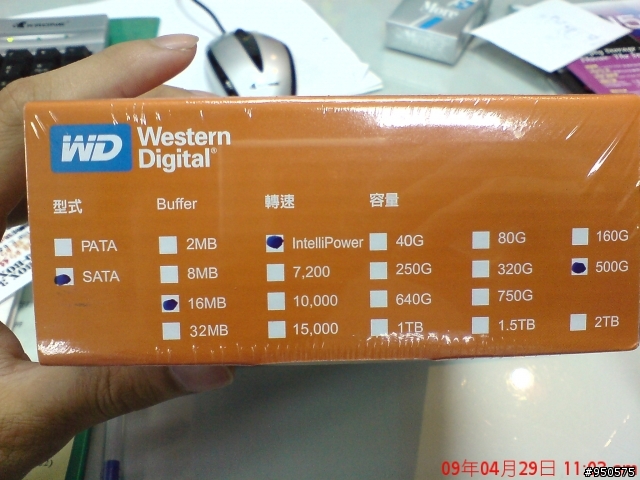 WD Western
Digital®
型式 Buffer 轉速 容量
PATA 2MB IntelliPower 40G 80G 160G
SATA 8MB 7,200 250G 320G 500G
16MB 10,000 640G 750G
32MB 15,000 1TB 1.5TB 2TB
09年04月29日
#950575